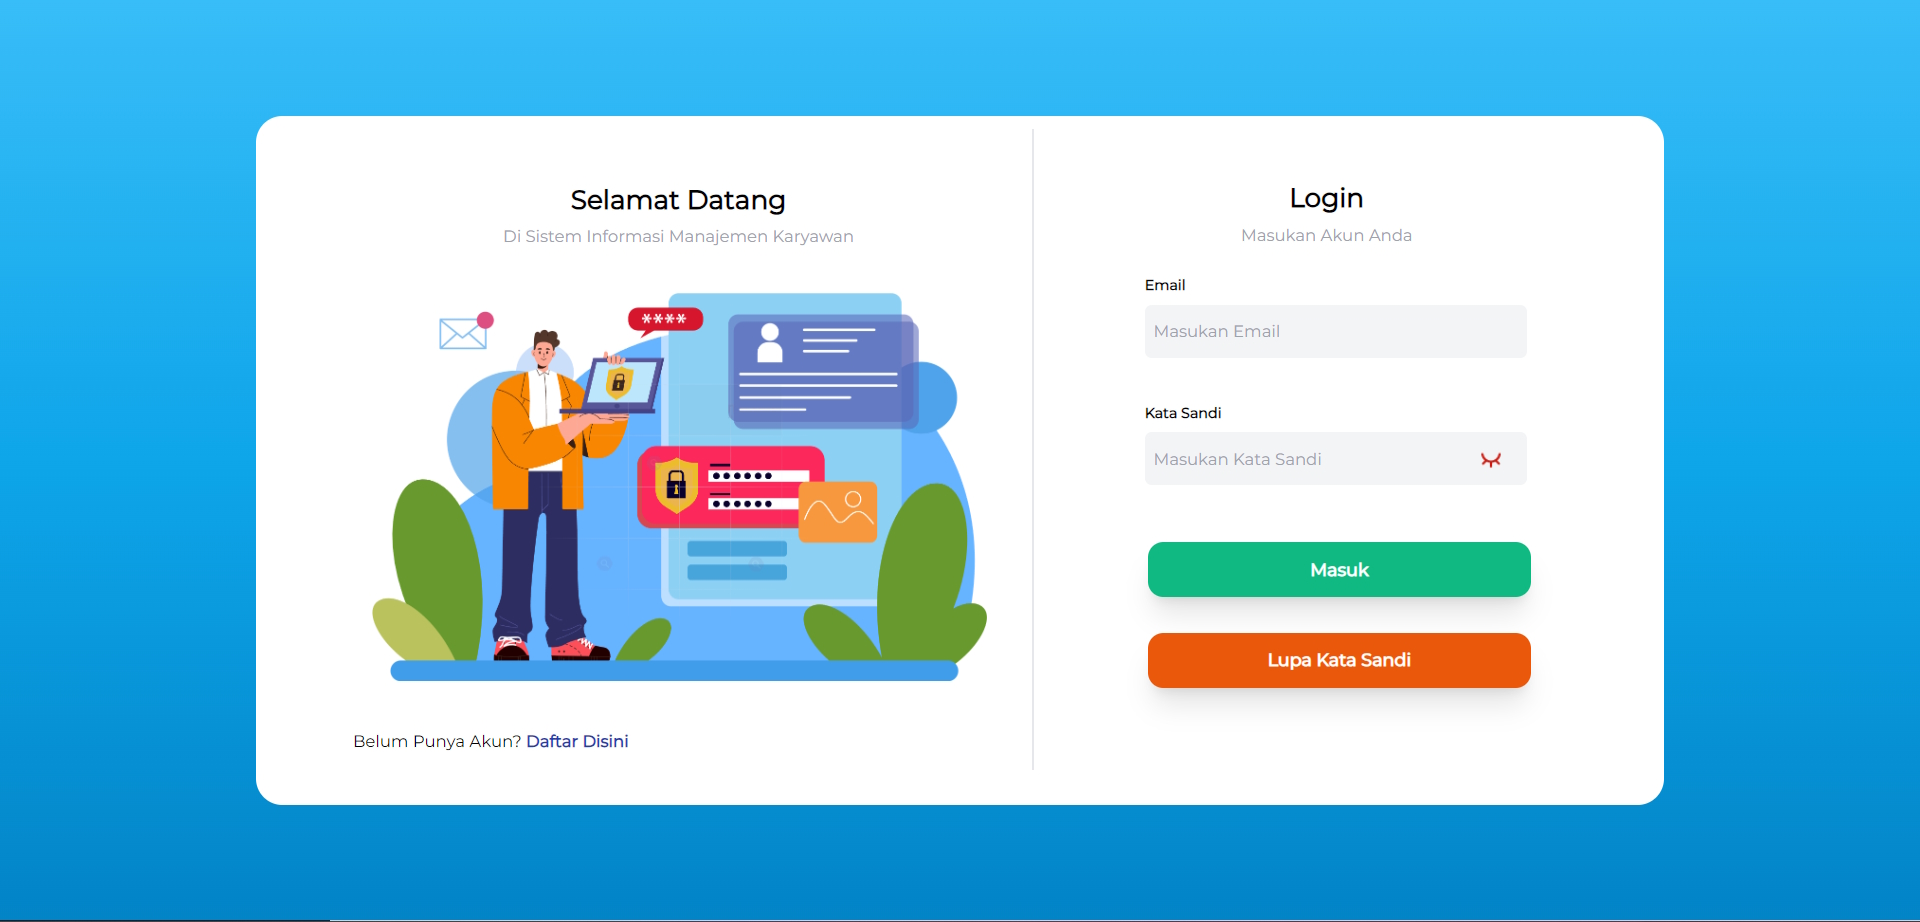 Selamat Datang
Di Sistem Informasi Manajemen Karyawan
****
Belum Punya Akun? Daftar Disini
Login
Masukan Akun Anda
Email
Masukan Email
Kata Sandi
Masukan Kata Sandi
Masuk
Lupa Kata Sandi